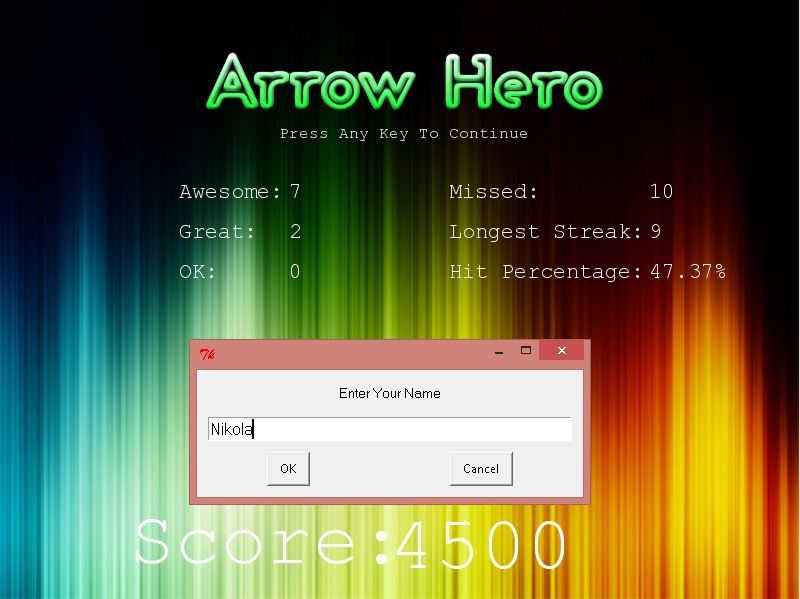 Arrow Hero
Press Any Key To Continue
Awesome: 7 Missed: 10
Great: 2 Longest Streak: 9
OK: 0 Hit Percentage: 47.37%
Tk
Enter Your Name
Nikola
OK Cancel
Score:4500